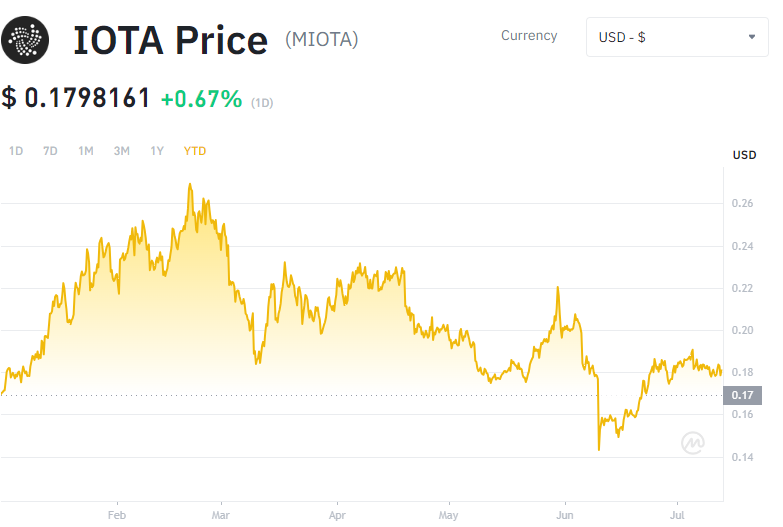 IOTA Price (MIOTA)
Currency
USD - $
$ 0.1798161 +0.67% (1D)
1D 7D 1M 3M 1Y YTD
USD
0.26
0.24
0.22
0.20
0.18
0.17
0.16
0.14
Feb Mar Apr May Jun Jul